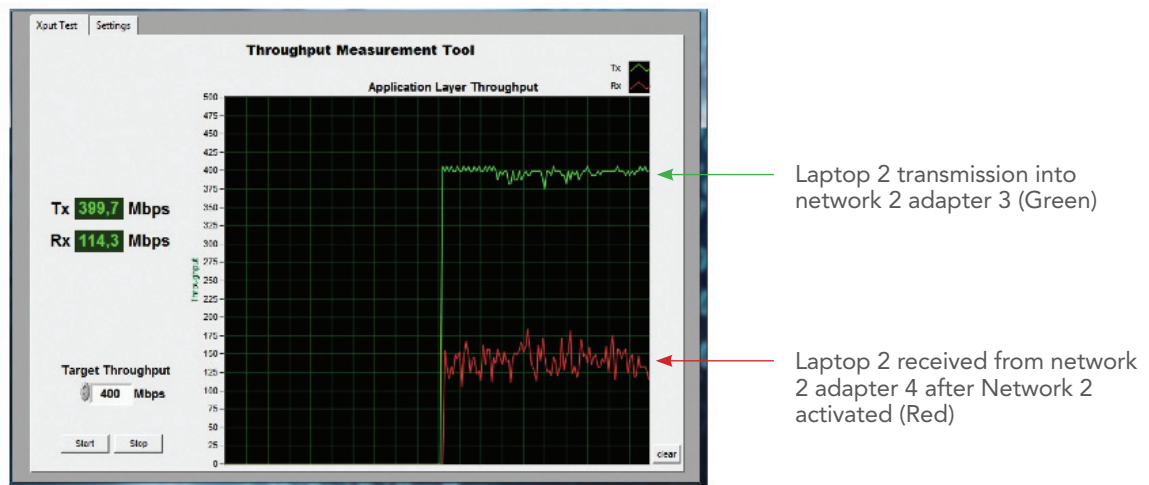 Xput Test
Settings
Throughput Measurement Tool
Tx
Application Layer Throughput
Rx
500
475
450
425
400
375
350
325
300
275
250
225
200
175
150
125
100
75
50
25
0
Throughput
Tx 399,7 Mbps
Rx 114,3 Mbps
Target Throughput
400 Mbps
Start
Stop
clear
Laptop 2 transmission into
network 2 adapter 3 (Green)
Laptop 2 received from network
2 adapter 4 after Network 2
activated (Red)